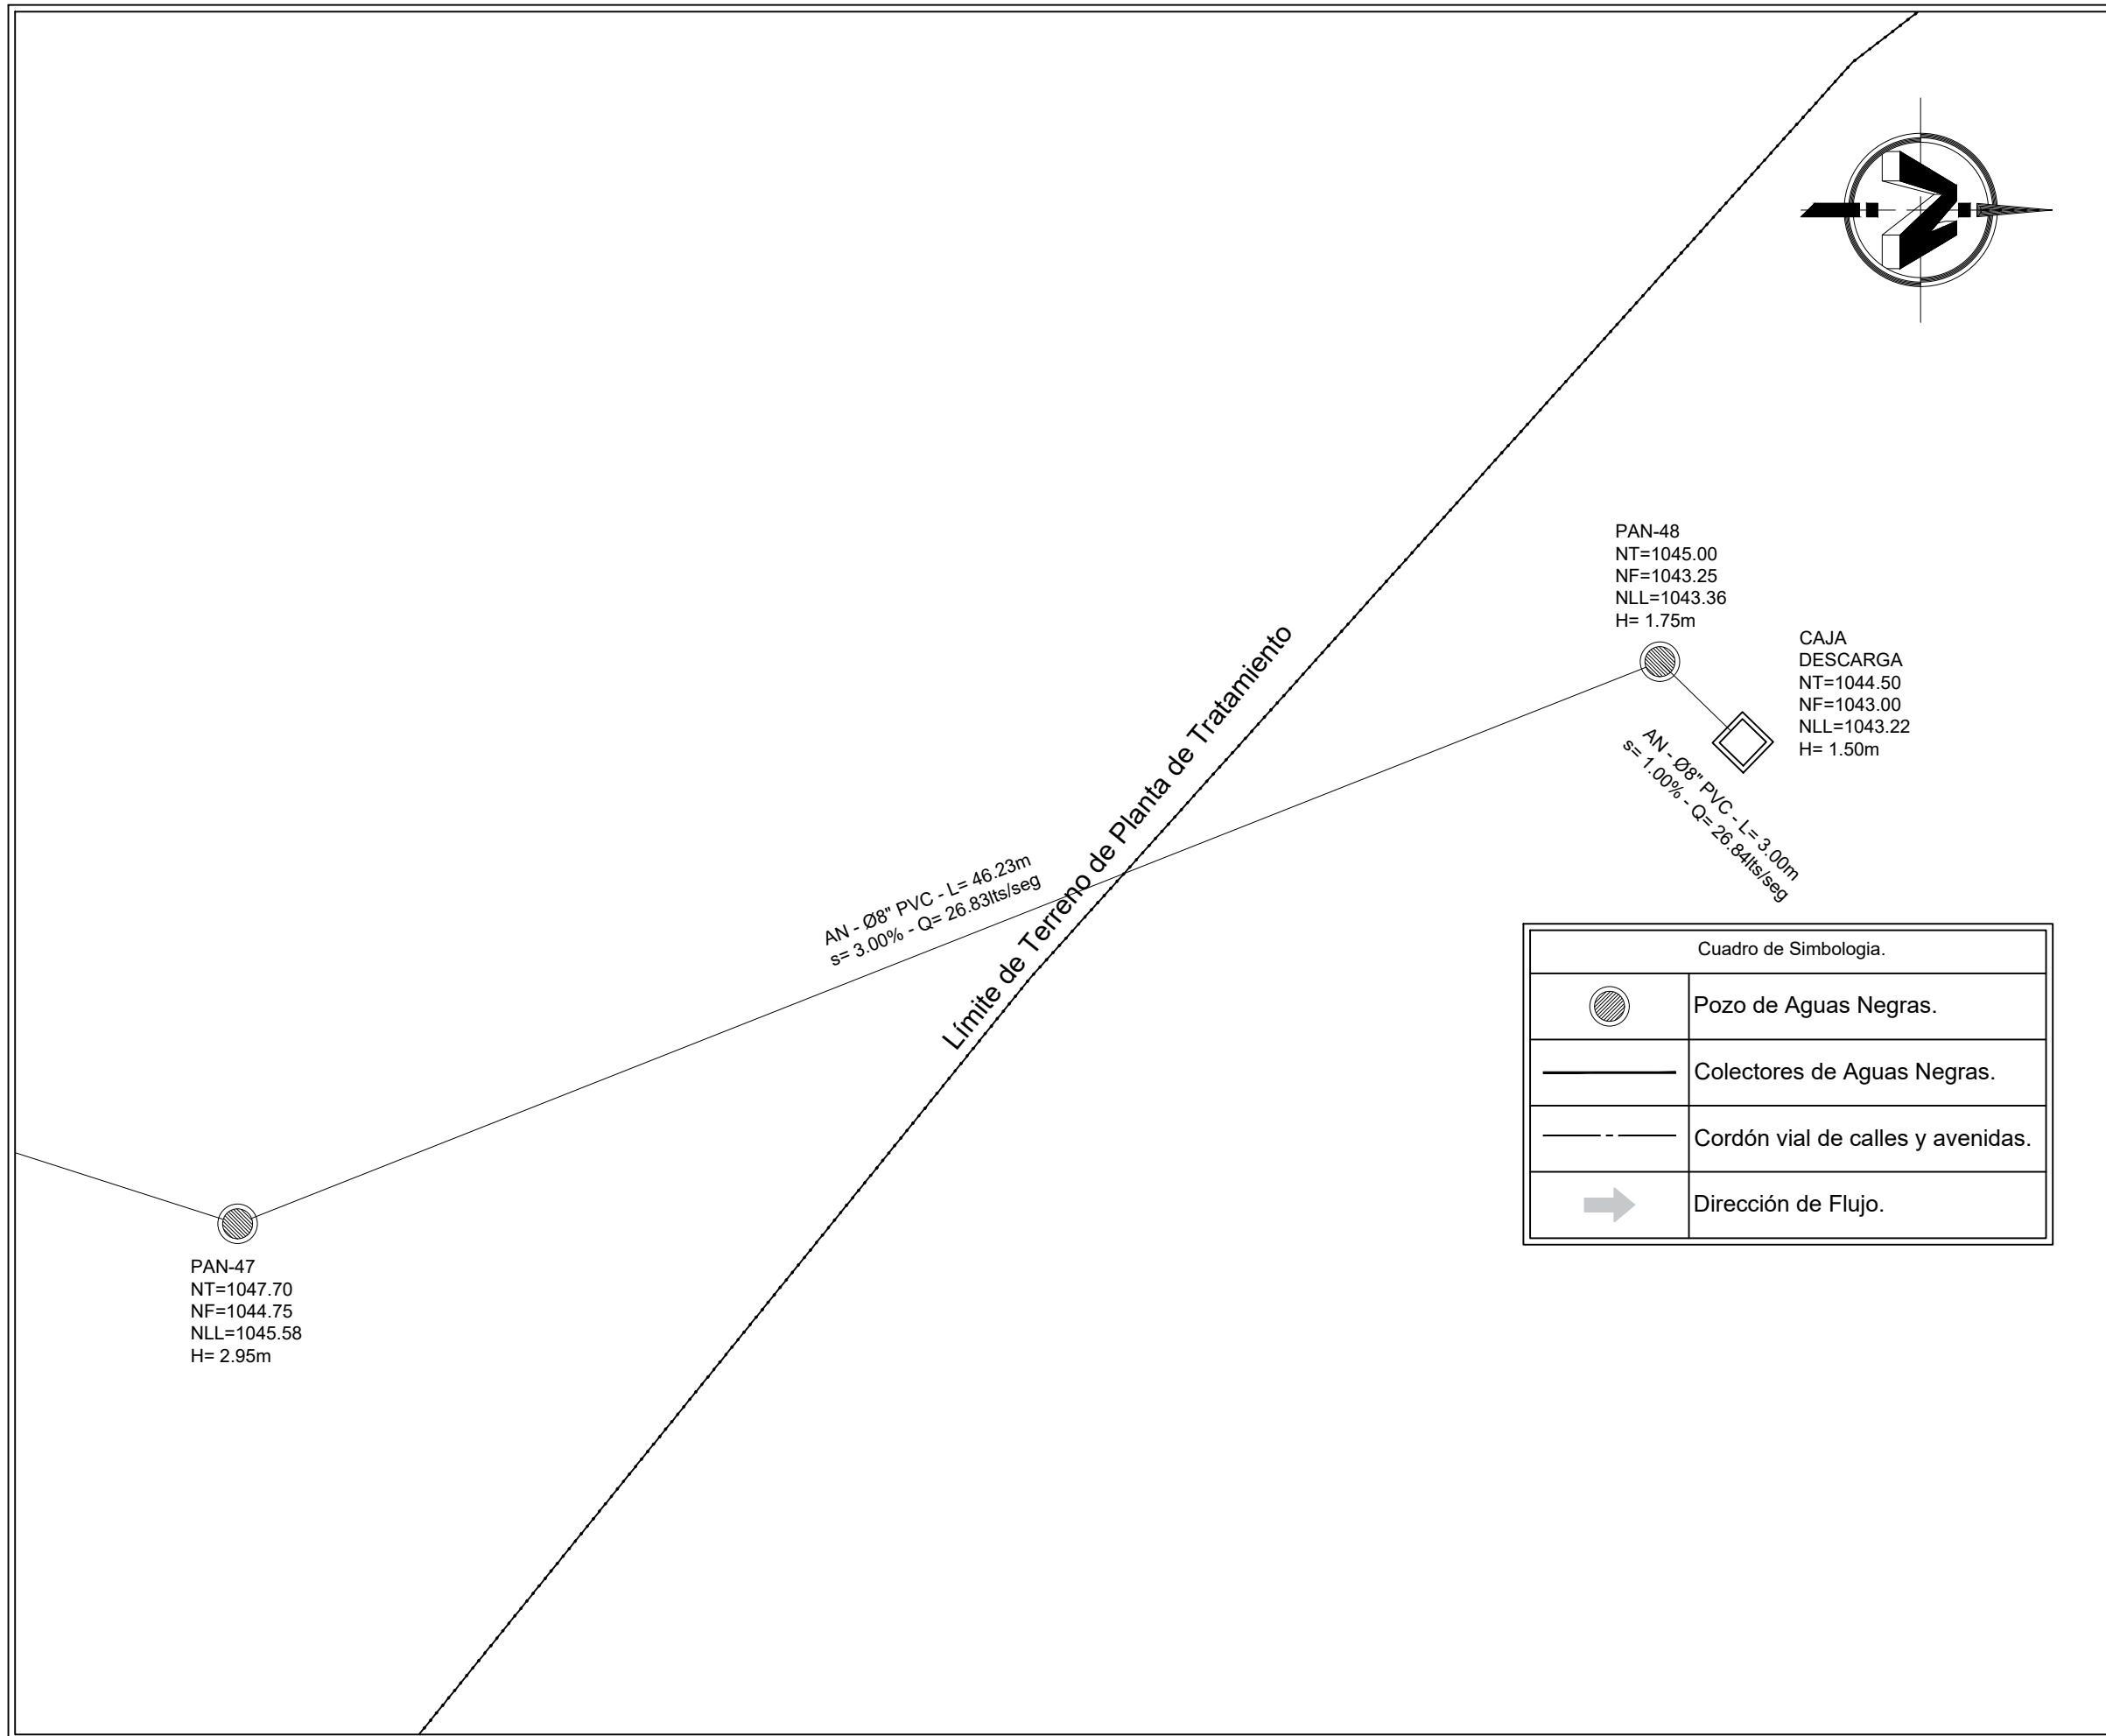 N
PAN-48
NT=1045.00
NF=1043.25
NLL=1043.36
H= 1.75m
CAJA
DESCARGA
NT=1044.50
NF=1043.00
NLL=1043.22
H= 1.50m
AN - Ø8" PVC - L= 3.00m
s= 1.00% - Q= 26.84lts/seg
Límite de Terreno de Planta de Tratamiento
AN - Ø8" PVC - L= 46.23m
s= 3.00% - Q= 26.83lts/seg
PAN-47
NT=1047.70
NF=1044.75
NLL=1045.58
H= 2.95m
Cuadro de Simbologia.
Pozo de Aguas Negras.
Colectores de Aguas Negras.
Cordón vial de calles y avenidas.
Dirección de Flujo.